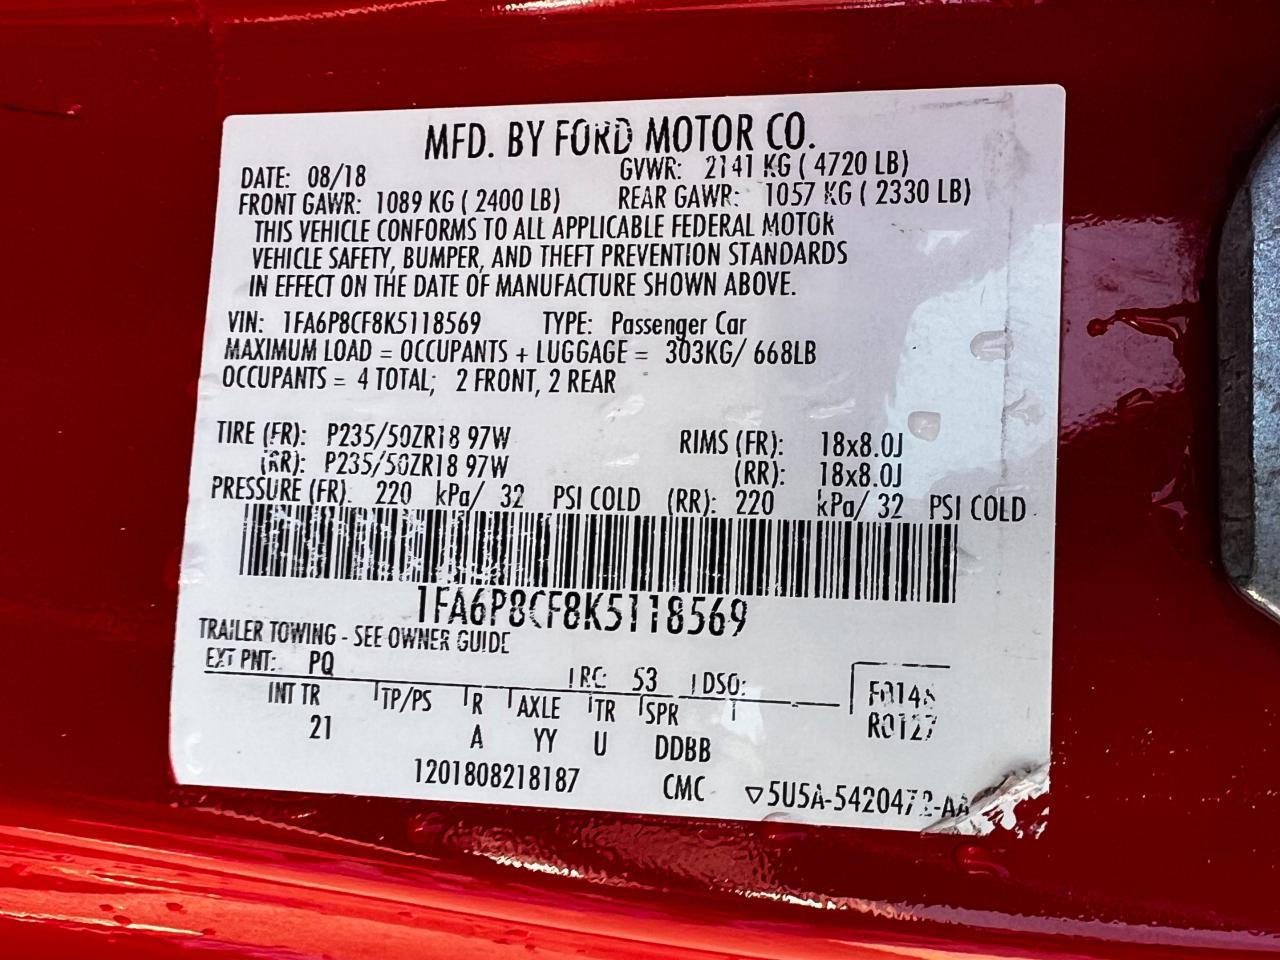 MFD. BY FORD MOTOR CO.
DATE: 08/18 GVWR: 2141 KG ( 4720 LB)
FRONT GAWR: 1089 KG ( 2400 LB) REAR GAWR: 1057 KG ( 2330 LB)
THIS VEHICLE CONFORMS TO ALL APPLICABLE FEDERAL MOTOR
VEHICLE SAFETY, BUMPER, AND THEFT PREVENTION STANDARDS
IN EFFECT ON THE DATE OF MANUFACTURE SHOWN ABOVE.
VIN: 1FA6P8CF8K5118569 TYPE: Passenger Car
MAXIMUM LOAD = OCCUPANTS + LUGGAGE = 303KG/ 668LB
OCCUPANTS = 4 TOTAL; 2 FRONT, 2 REAR
TIRE (FR): P235/50ZR18 97W RIMS (FR): 18x8.0J
(RR): P235/50ZR18 97W (RR): 18x8.0J
PRESSURE (FR): 220 kPa/ 32 PSI COLD (RR): 220 kPa/ 32 PSI COLD
1FA6P8CF8K5118569
TRAILER TOWING - SEE OWNER GUIDE
EXT PNT: PQ RC: 53 DSO:
INT TR TP/PS R AXLE TR SPR
R0127
21 A YY U DDBB
1201808218187 CMC ▽5U5A-5420472-AA